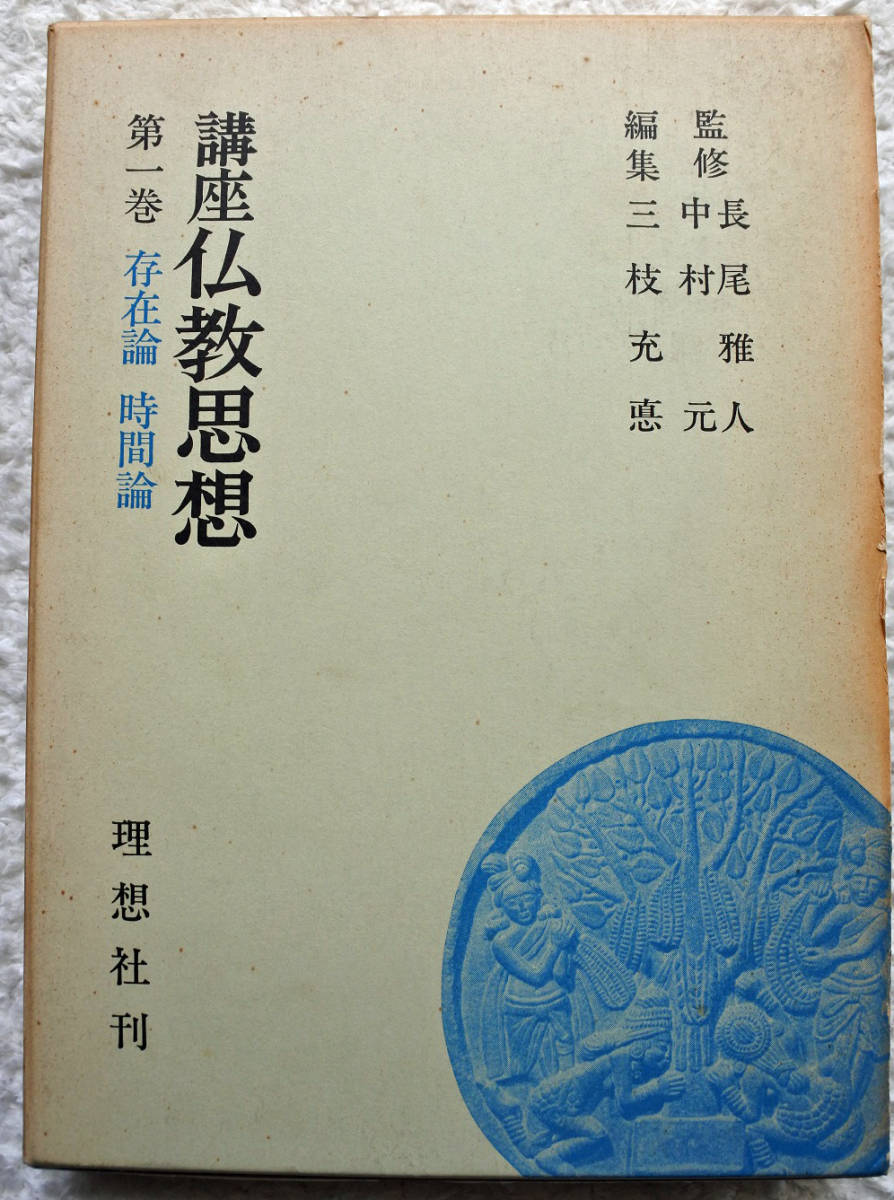 監修 長尾雅人
中村元
編集 三枝充悳
講座仏教思想
第一巻 存在論 時間論
理想社刊